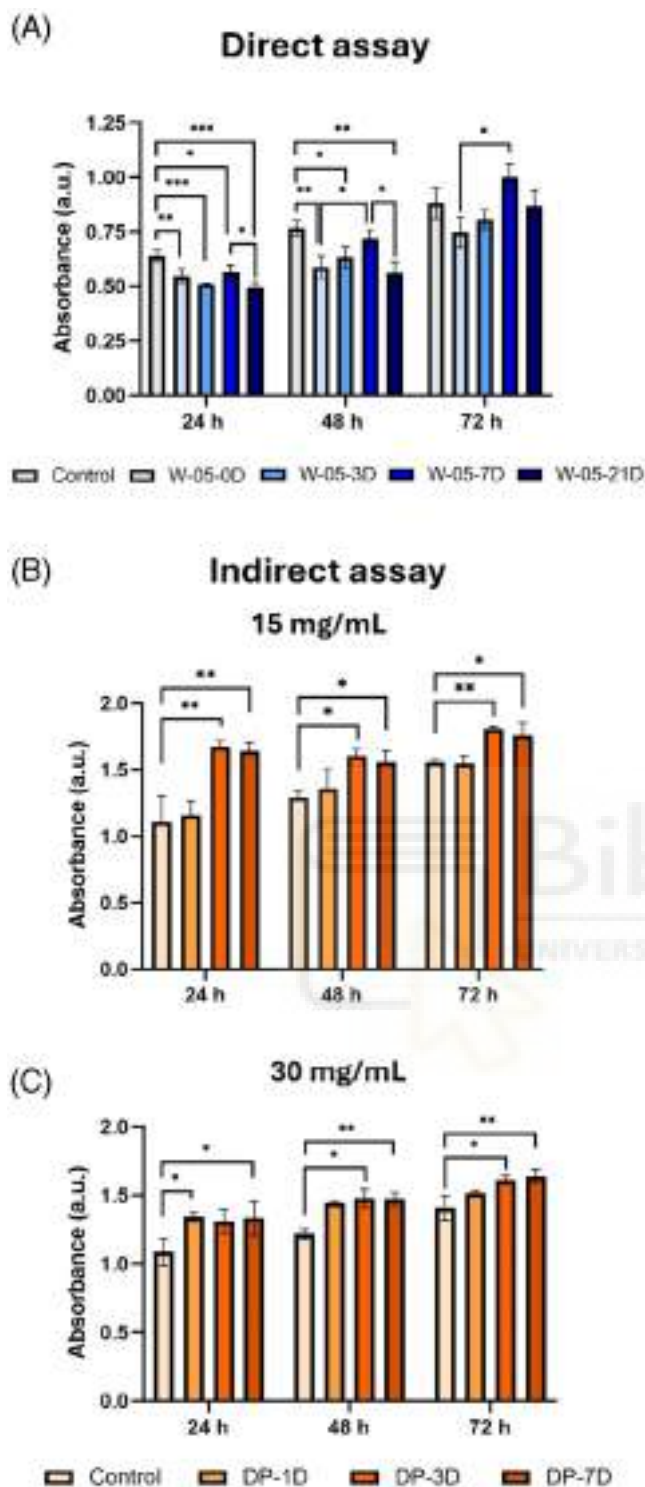 (A)
Direct assay
***
*
***
**
*
**
*
**
*
*
*
Absorbance (a.u.)
1.25
1.00
0.75
0.50
0.25
0.00
24 h 48 h 72 h
Control W-05-0D W-05-3D W-05-7D W-05-21D
(B)
Indirect assay
15 mg/mL
**
**
*
*
*
**
Absorbance (a.u.)
2.0
1.5
1.0
0.5
0.0
24 h 48 h 72 h
Bib
UNIVERS
(C)
30 mg/mL
*
*
**
*
**
*
Absorbance (a.u.)
2.0
1.5
1.0
0.5
0.0
24 h 48 h 72 h
Control DP-1D DP-3D DP-7D